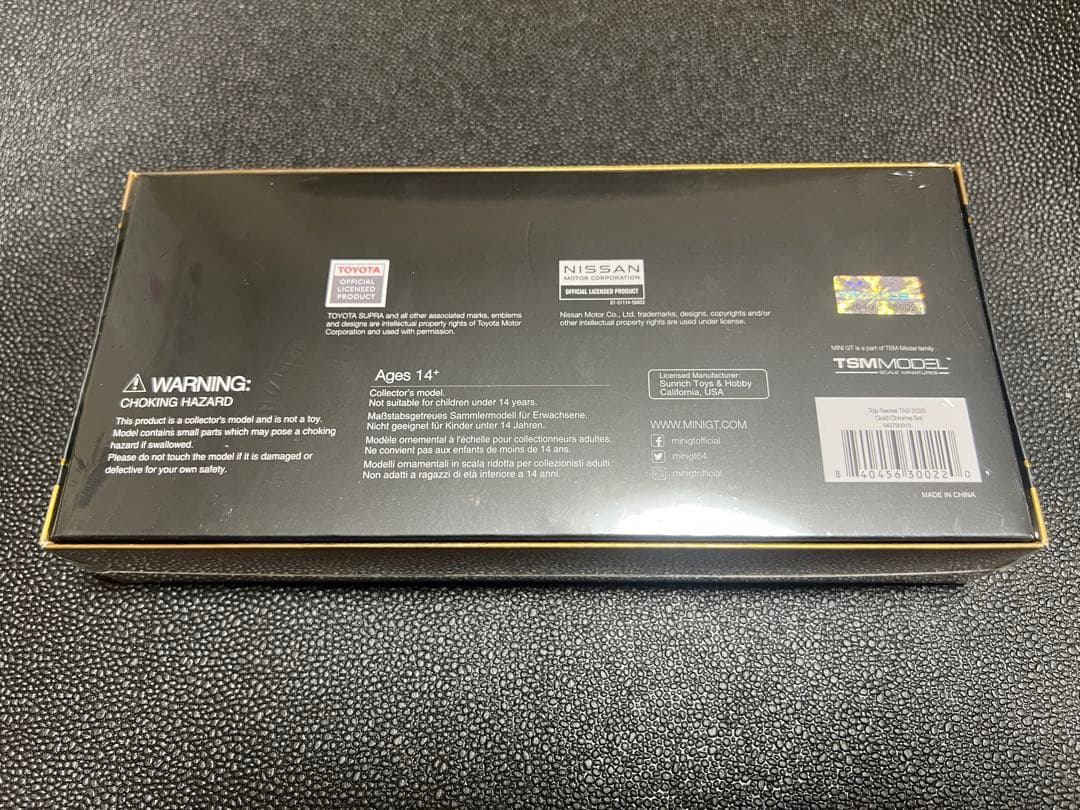 TOYOTA
OFFICIAL
LICENSED
PRODUCT
TOYOTA SUPRA and all other associated marks, emblems
and designs are intellectual property rights of Toyota Motor
Corporation and used with permission.
NISSAN
MOTOR CORPORATION
OFFICIAL LICENSED PRODUCT
Nissan Motor Co., Ltd. trademarks, designs, copyrights and/or
other intellectual property rights are used under license.
MINI GT is a part of TSM-Model family
TSMMODEL™
SCALE MINIATURES
WARNING:
CHOKING HAZARD
This product is a collector's model and is not a toy.
Model contains small parts which may pose a choking
hazard if swallowed.
Please do not touch the model if it is damaged or
defective for your own safety.
Ages 14+
Collector's model.
Not suitable for children under 14 years.
Maßstabsgetreues Sammlermodell für Erwachsene.
Nicht geeignet für Kinder unter 14 Jahren.
Modèle ornemental à l'échelle pour collectionneurs adultes.
Ne convient pas aux enfants de moins de 14 ans.
Modelli ornamentali in scala ridotta per collezionisti adulti.
Non adatti a ragazzi di età inferiore a 14 anni.
Licensed Manufacturer:
Sunrich Toys & Hobby
California, USA
WWW.MINIGT.COM
minigtofficial
minigt64
minigtofficial
Top Secret TAS 2025
Gold Chrome Set
8 40456 30022 0
MADE IN CHINA